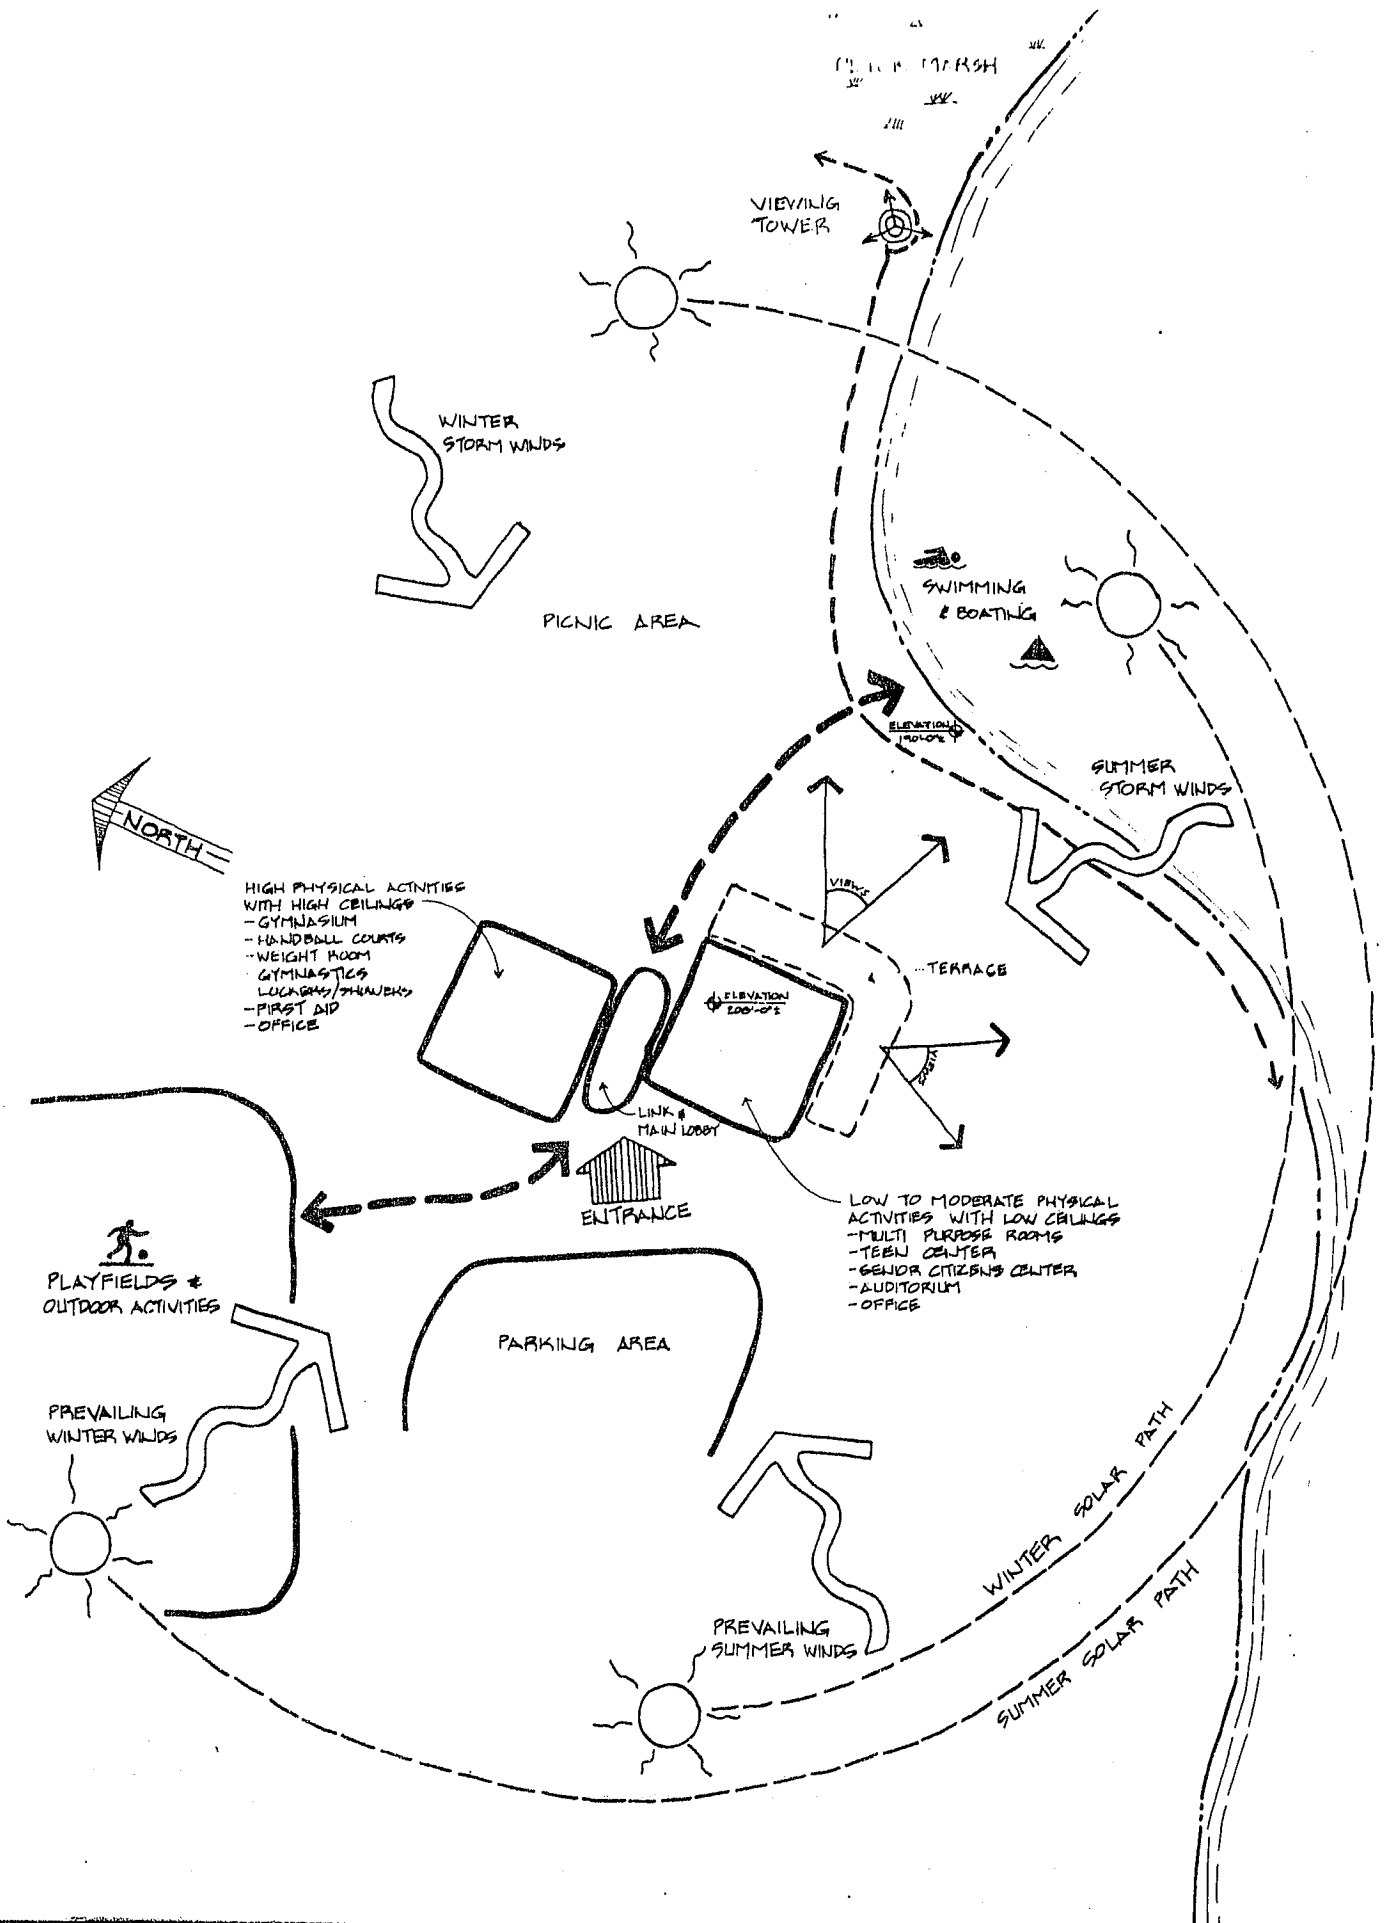 MARSH
VIEWING
TOWER
WINTER
STORM WINDS
SWIMMING
& BOATING
PICNIC AREA
ELEVATION
190'-0"±
SUMMER
STORM WINDS
NORTH
HIGH PHYSICAL ACTIVITIES
WITH HIGH CEILINGS
- GYMNASIUM
- HANDBALL COURTS
- WEIGHT ROOM
GYMNASTICS
LOCKERS/SHOWERS
- FIRST AID
- OFFICE
VIEWS
TERRACE
ELEVATION
200'-0"±
VIEWS
LINK &
MAIN LOBBY
ENTRANCE
LOW TO MODERATE PHYSICAL
ACTIVITIES WITH LOW CEILINGS
- MULTI PURPOSE ROOMS
- TEEN CENTER
- SENIOR CITIZENS CENTER
- AUDITORIUM
- OFFICE
PLAYFIELDS &
OUTDOOR ACTIVITIES
PARKING AREA
PREVAILING
WINTER WINDS
WINTER SOLAR PATH
SUMMER SOLAR PATH
PREVAILING
SUMMER WINDS